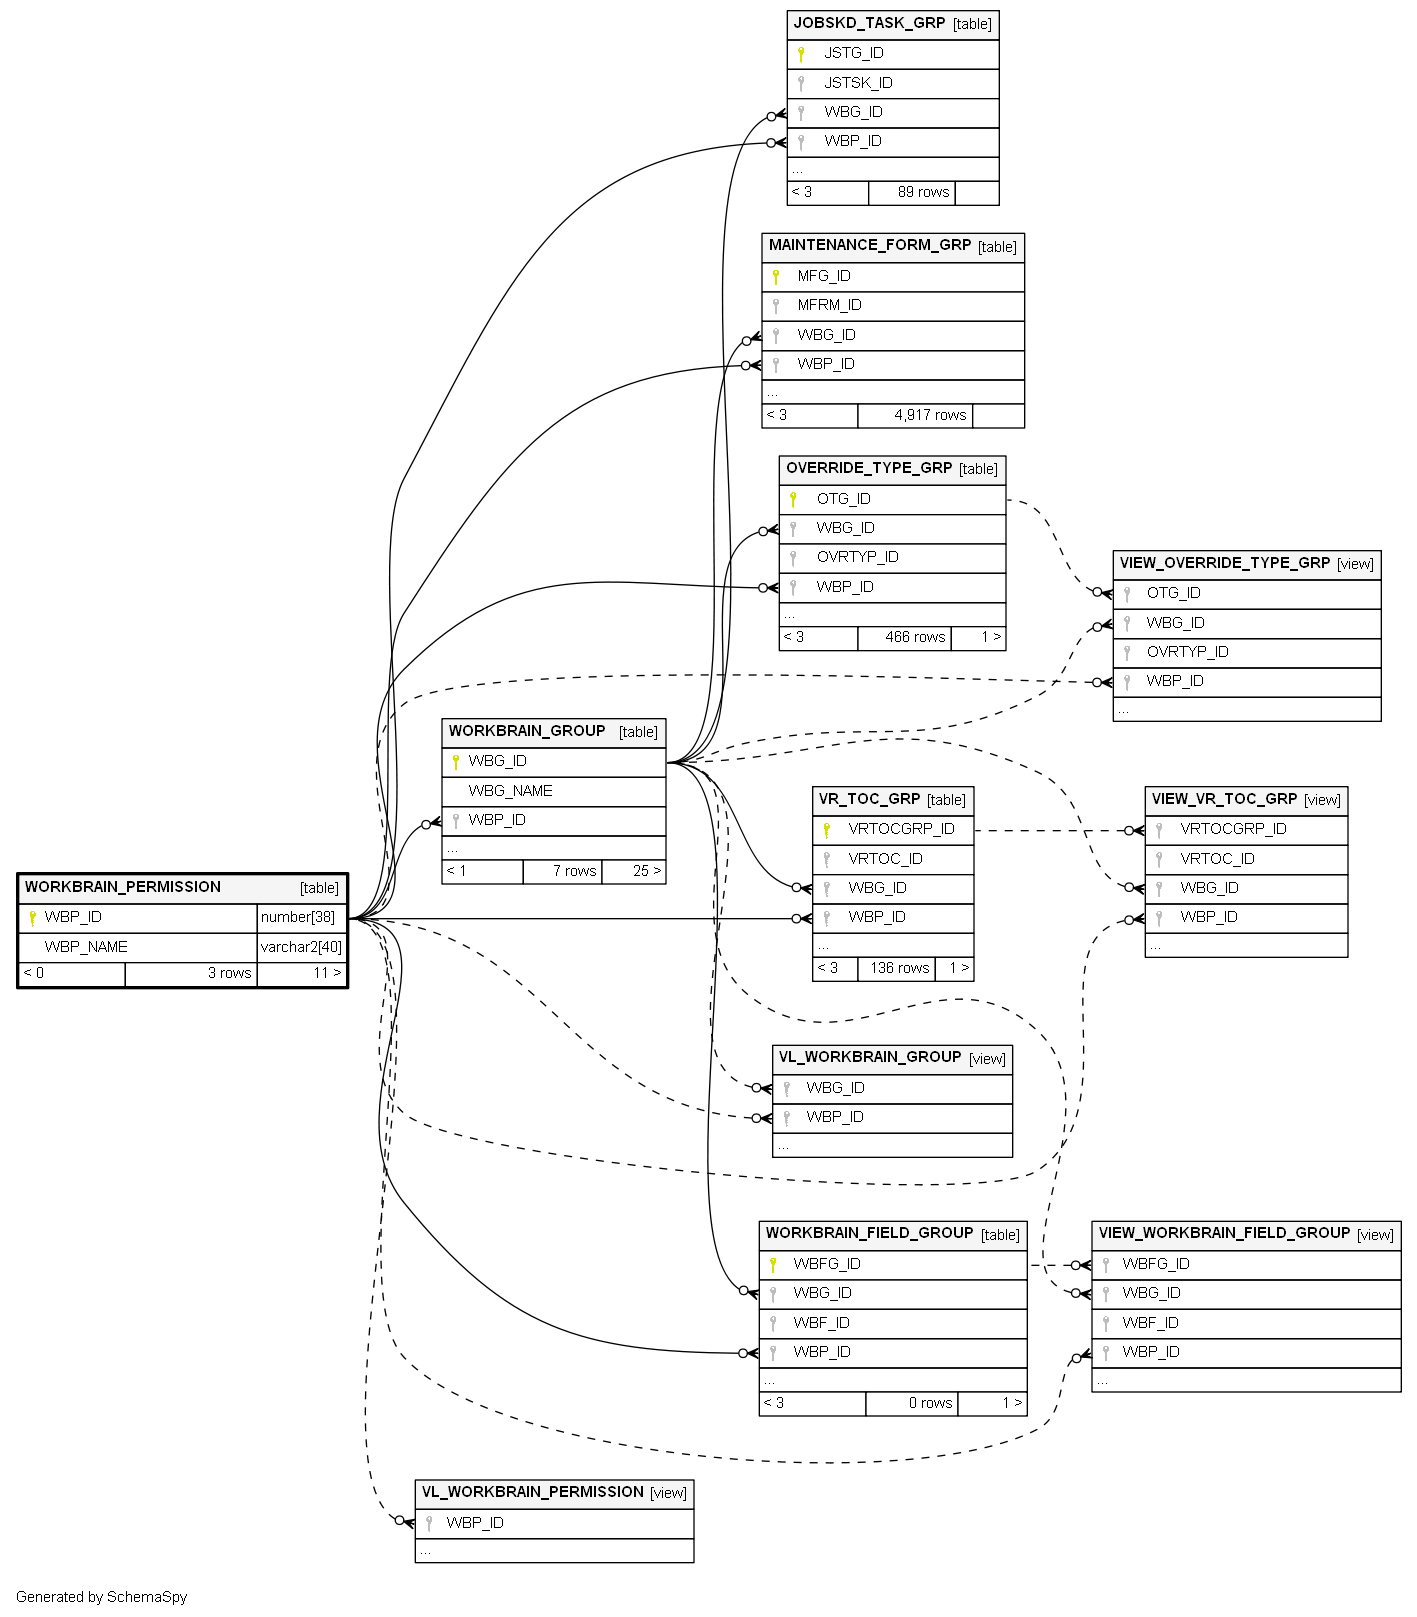 JOBSKD_TASK_GRP [table]
JSTG_ID
JSTSK_ID
WBG_ID
WBP_ID
...
< 3 89 rows
MAINTENANCE_FORM_GRP [table]
MFG_ID
MFRM_ID
WBG_ID
WBP_ID
...
< 3 4,917 rows
OVERRIDE_TYPE_GRP [table]
OTG_ID
WBG_ID
OVRTYP_ID
WBP_ID
...
< 3 466 rows 1 >
VIEW_OVERRIDE_TYPE_GRP [view]
OTG_ID
WBG_ID
OVRTYP_ID
WBP_ID
...
WORKBRAIN_GROUP [table]
WBG_ID
WBG_NAME
WBP_ID
...
< 1 7 rows 25 >
VR_TOC_GRP [table]
VRTOCGRP_ID
VRTOC_ID
WBG_ID
WBP_ID
...
< 3 136 rows 1 >
VIEW_VR_TOC_GRP [view]
VRTOCGRP_ID
VRTOC_ID
WBG_ID
WBP_ID
...
WORKBRAIN_PERMISSION [table]
WBP_ID number[38]
WBP_NAME varchar2[40]
< 0 3 rows 11 >
VL_WORKBRAIN_GROUP [view]
WBG_ID
WBP_ID
...
WORKBRAIN_FIELD_GROUP [table]
WBFG_ID
WBG_ID
WBF_ID
WBP_ID
...
< 3 0 rows 1 >
VIEW_WORKBRAIN_FIELD_GROUP [view]
WBFG_ID
WBG_ID
WBF_ID
WBP_ID
...
VL_WORKBRAIN_PERMISSION [view]
WBP_ID
...
Generated by SchemaSpy